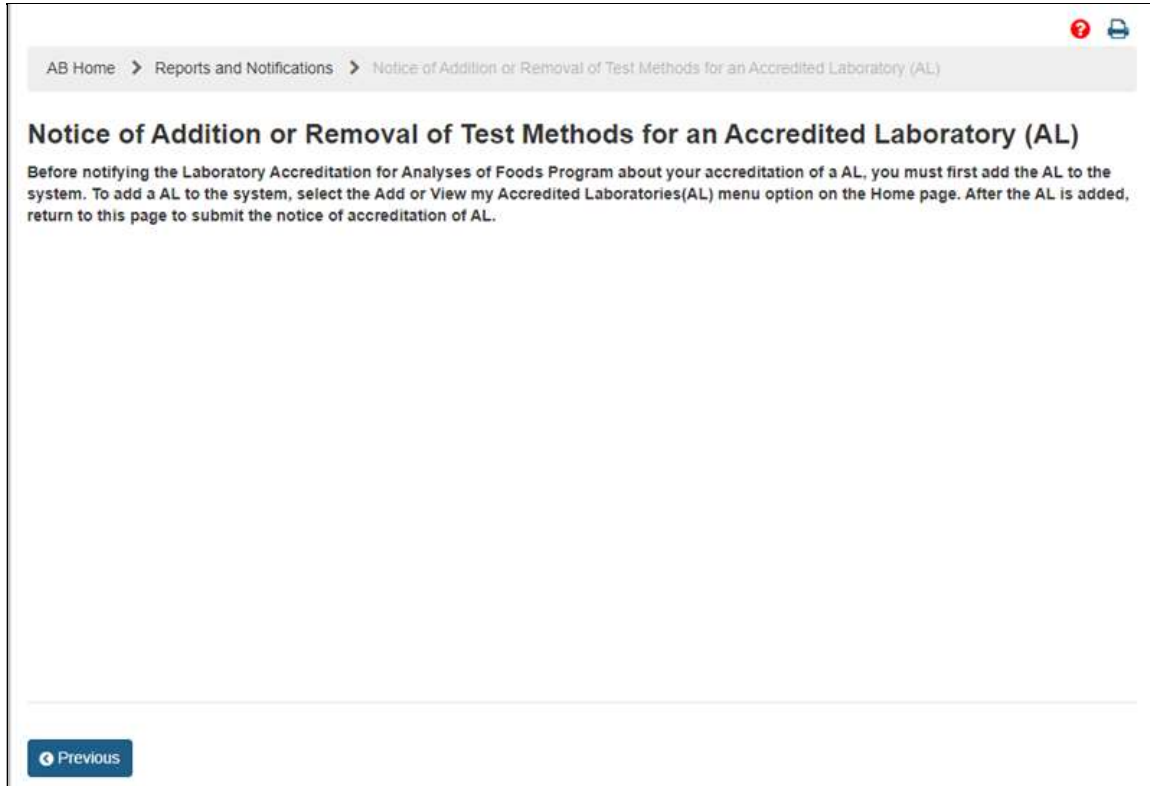 AB Home > Reports and Notifications > Notice of Addition or Removal of Test Methods for an Accredited Laboratory (AL)
Notice of Addition or Removal of Test Methods for an Accredited Laboratory (AL)
Before notifying the Laboratory Accreditation for Analyses of Foods Program about your accreditation of a AL, you must first add the AL to the
system. To add a AL to the system, select the Add or View my Accredited Laboratories(AL) menu option on the Home page. After the AL is added,
return to this page to submit the notice of accreditation of AL.
Previous